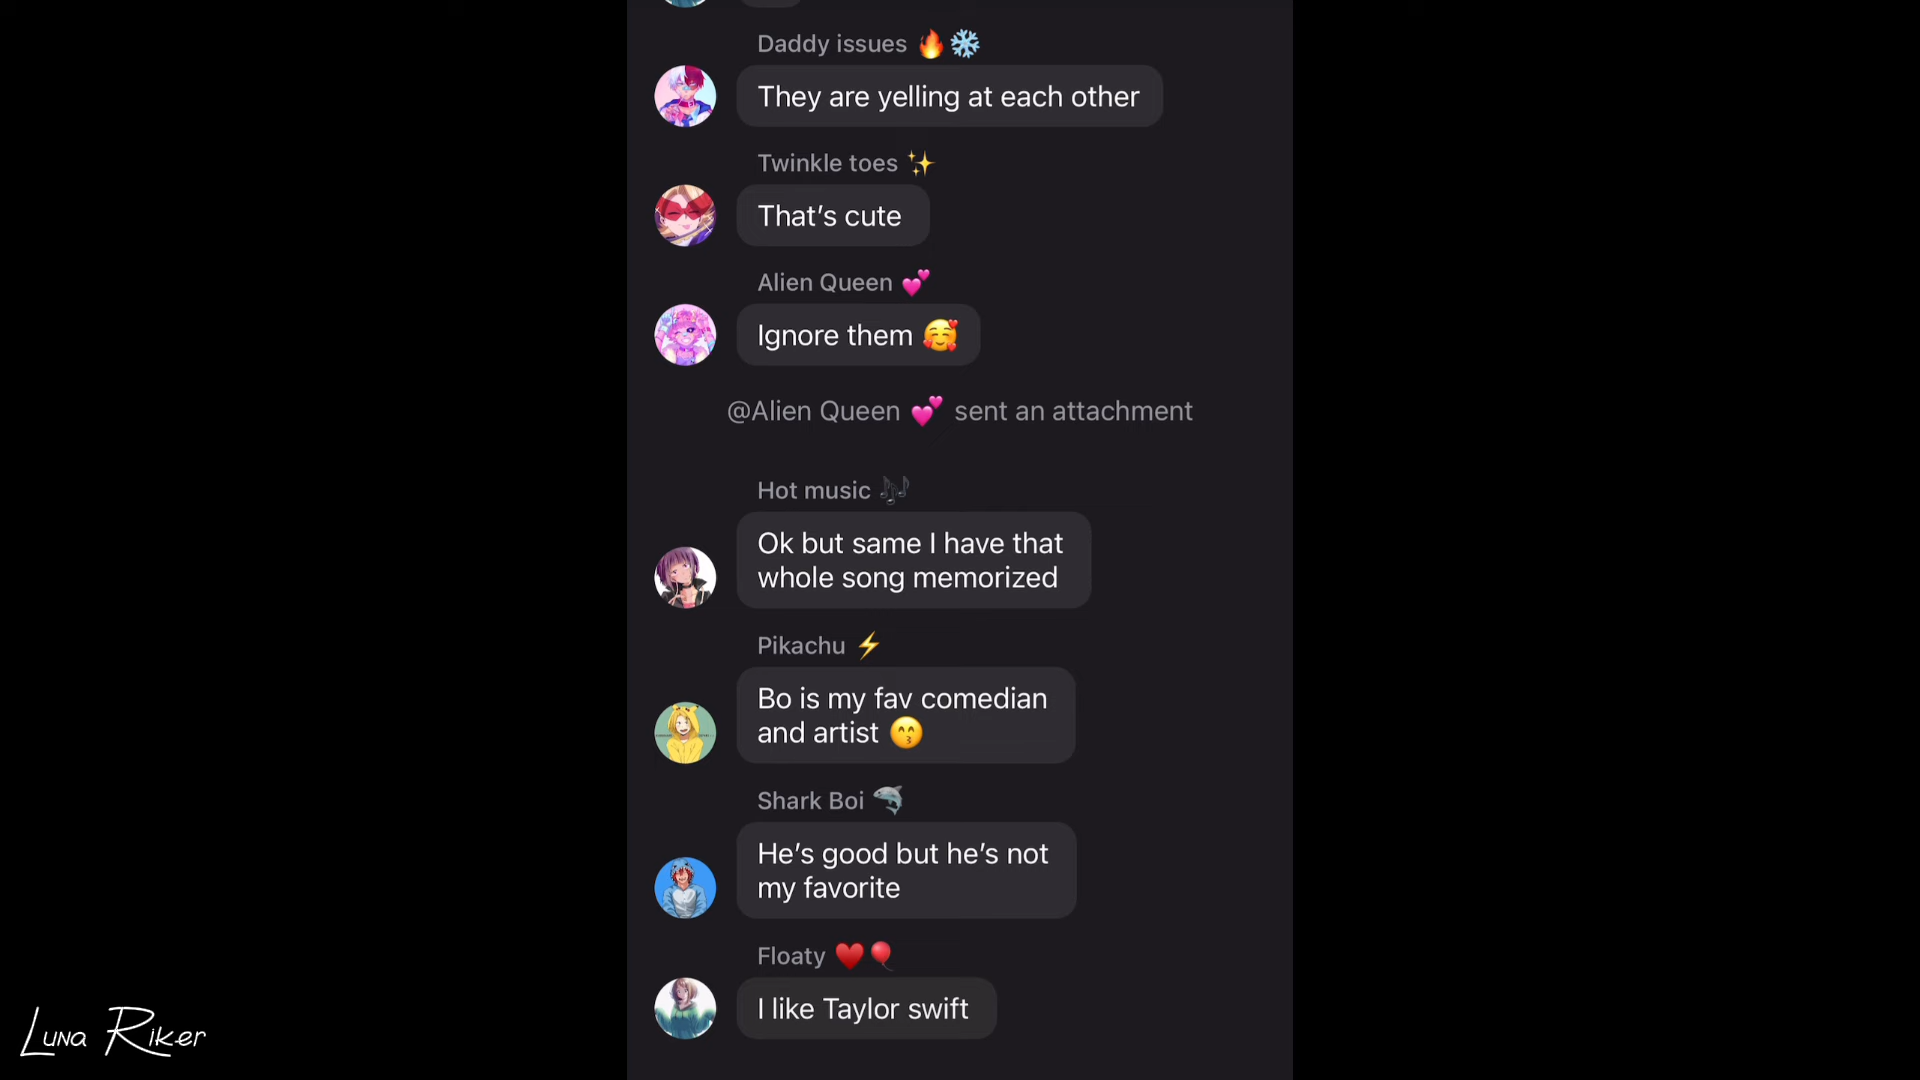 Daddy issues 🔥❄️
They are yelling at each other
Twinkle toes ✨
That’s cute
Alien Queen 💕
Ignore them 🥰
@Alien Queen 💕 sent an attachment
Hot music 🎶
Ok but same I have that
whole song memorized
Pikachu ⚡
Bo is my fav comedian
and artist 😙
Shark Boi 🦈
He’s good but he’s not
my favorite
Floaty ❤️🎈
I like Taylor swift
Luna Riker